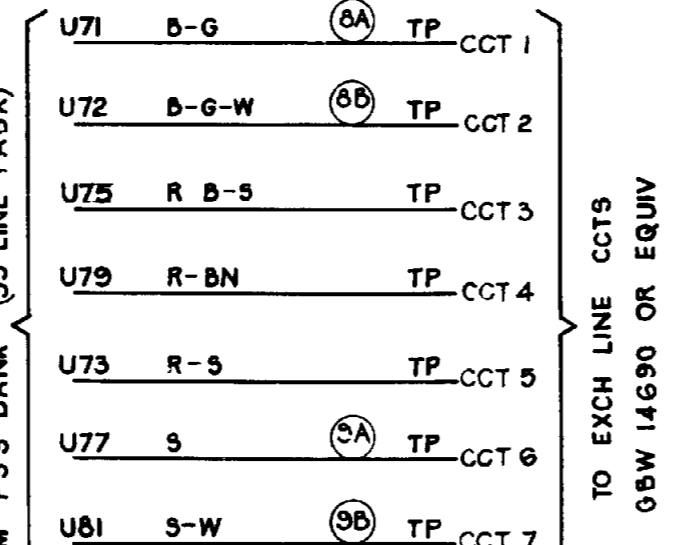 U71 B-G 8A TP CCT 1
U72 B-G-W 8B TP CCT 2
U75 R B-S TP CCT 3
U79 R-BN TP CCT 4
U73 R-S TP CCT 5
U77 S 9A TP CCT 6
U81 S-W 9B TP CCT 7
TO EXCH LINE CCTS
GBW 14690 OR EQUIV
BANK
LINE